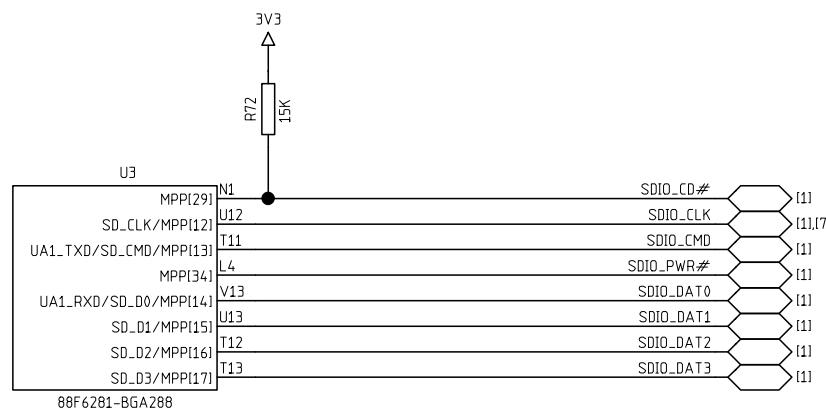 3V3
R72
15K
U3
MPP[29] N1 SDIO_CD# [1]
SD_CLK/MPP[12] U12 SDIO_CLK [1],[7
UA1_TXD/SD_CMD/MPP[13] T11 SDIO_CMD [1]
MPP[34] L4 SDIO_PWR# [1]
UA1_RXD/SD_D0/MPP[14] V13 SDIO_DAT0 [1]
SD_D1/MPP[15] U13 SDIO_DAT1 [1]
SD_D2/MPP[16] T12 SDIO_DAT2 [1]
SD_D3/MPP[17] T13 SDIO_DAT3 [1]
88F6281-BGA288